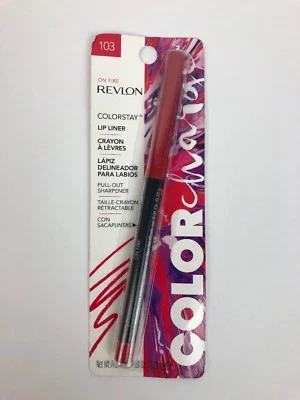 103
ON FIRE
REVLON
COLORSTAY™
LIP LINER
CRAYON
À LÈVRES
LÁPIZ
DELINEADOR
PARA LABIOS
PULL-OUT
SHARPENER
TAILLE-CRAYON
RÉTRACTABLE
CON
SACAPUNTAS
COLOR charge